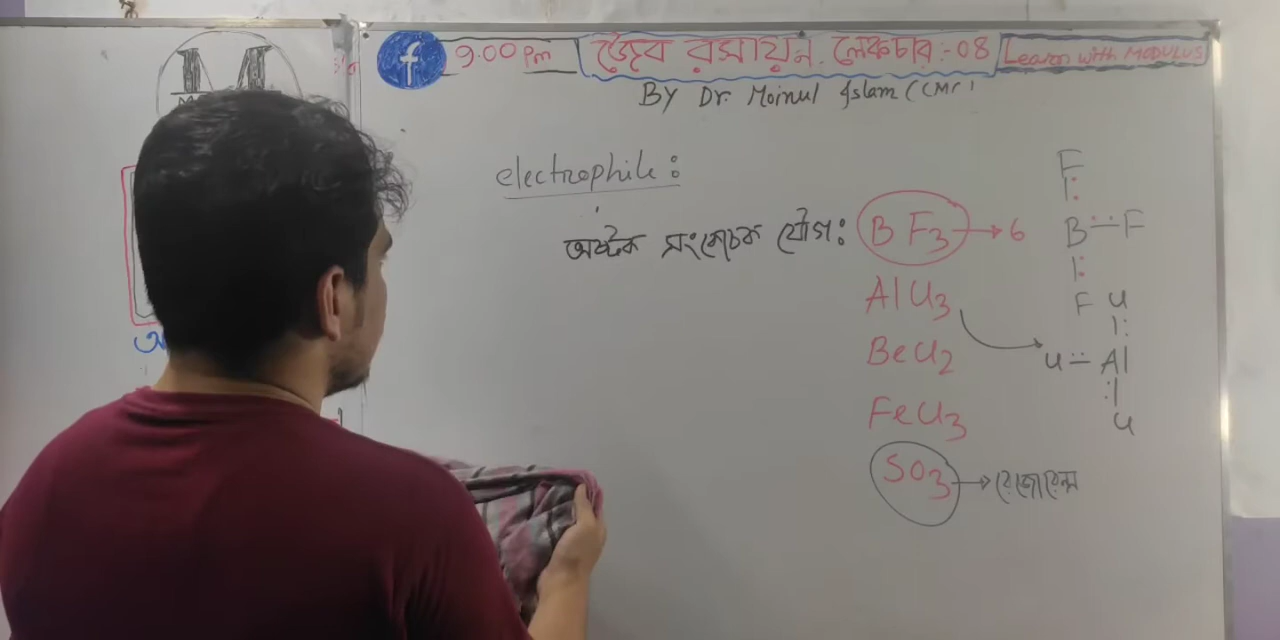 f 9:00 Pm জৈব রসায়ন. লেকচার:-08 Learn with MODULUS
By Dr. Moinul Islam (CMC)
electrophile:
অষ্টক সংকোচক যৌগ: BF3 → 6
AlCl3
BeCl2
FeCl3
SO3 → রেজোনেন্স
F
B F
F
Cl
Cl Al
Cl